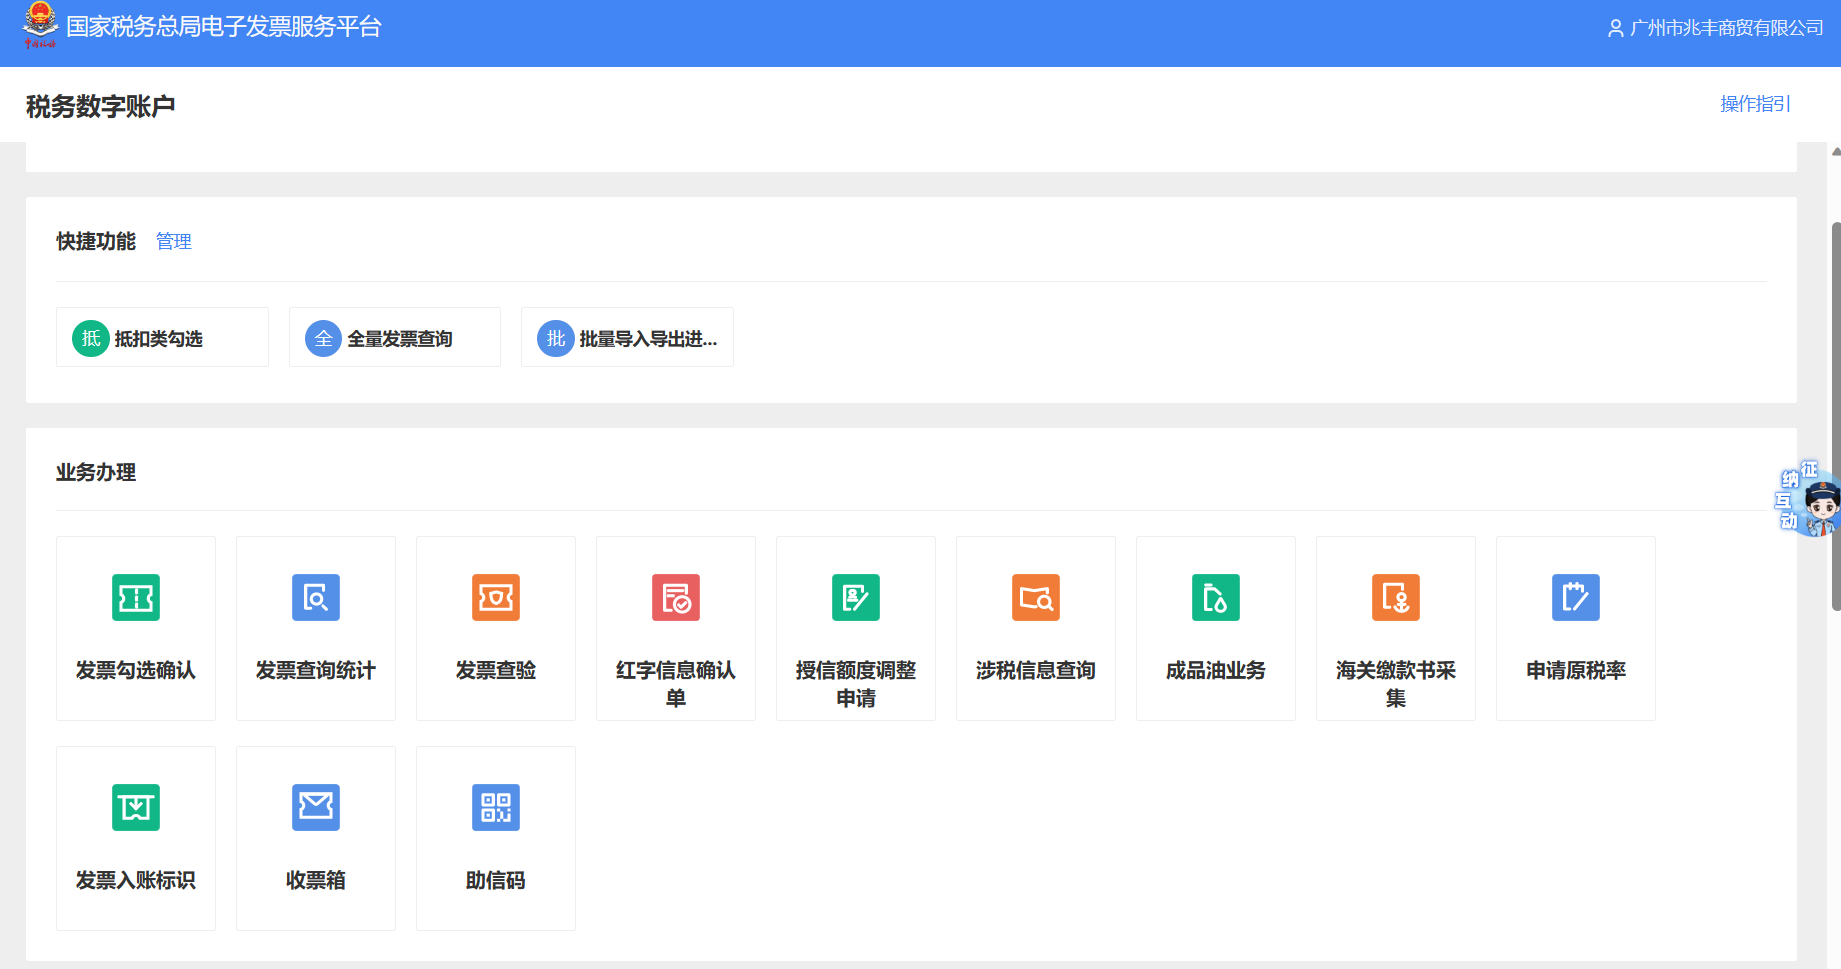 国家税务总局电子发票服务平台
广州市兆丰商贸有限公司
税务数字账户
操作指引
快捷功能 管理
抵 抵扣类勾选
全 全量发票查询
批 批量导入导出进...
业务办理
征纳互动
发票勾选确认
发票查询统计
发票查验
红字信息确认
单
授信额度调整
申请
涉税信息查询
成品油业务
海关缴款书采
集
申请原税率
发票入账标识
收票箱
助信码